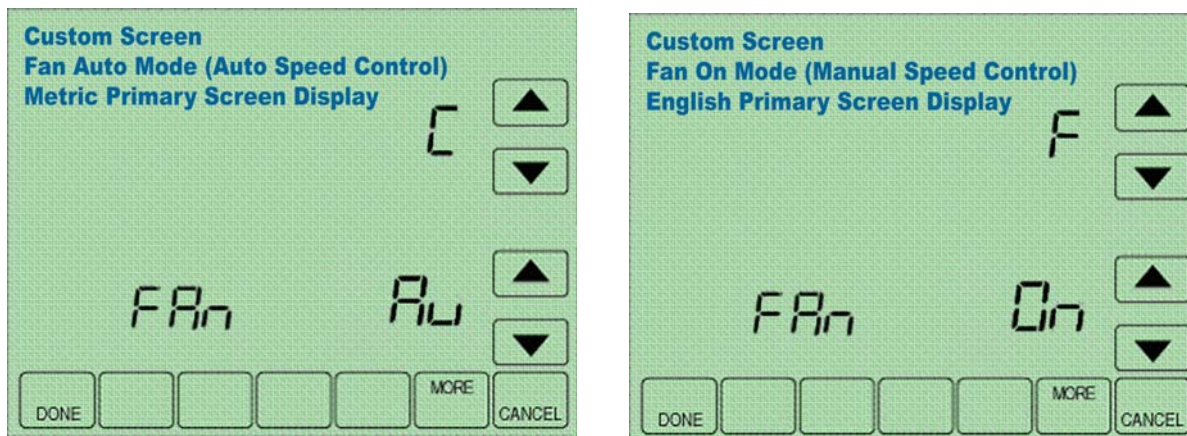 Custom Screen
Fan Auto Mode (Auto Speed Control)
Metric Primary Screen Display
C
FAn Au
MORE
DONE CANCEL
Custom Screen
Fan On Mode (Manual Speed Control)
English Primary Screen Display
F
FAn On
MORE
DONE CANCEL